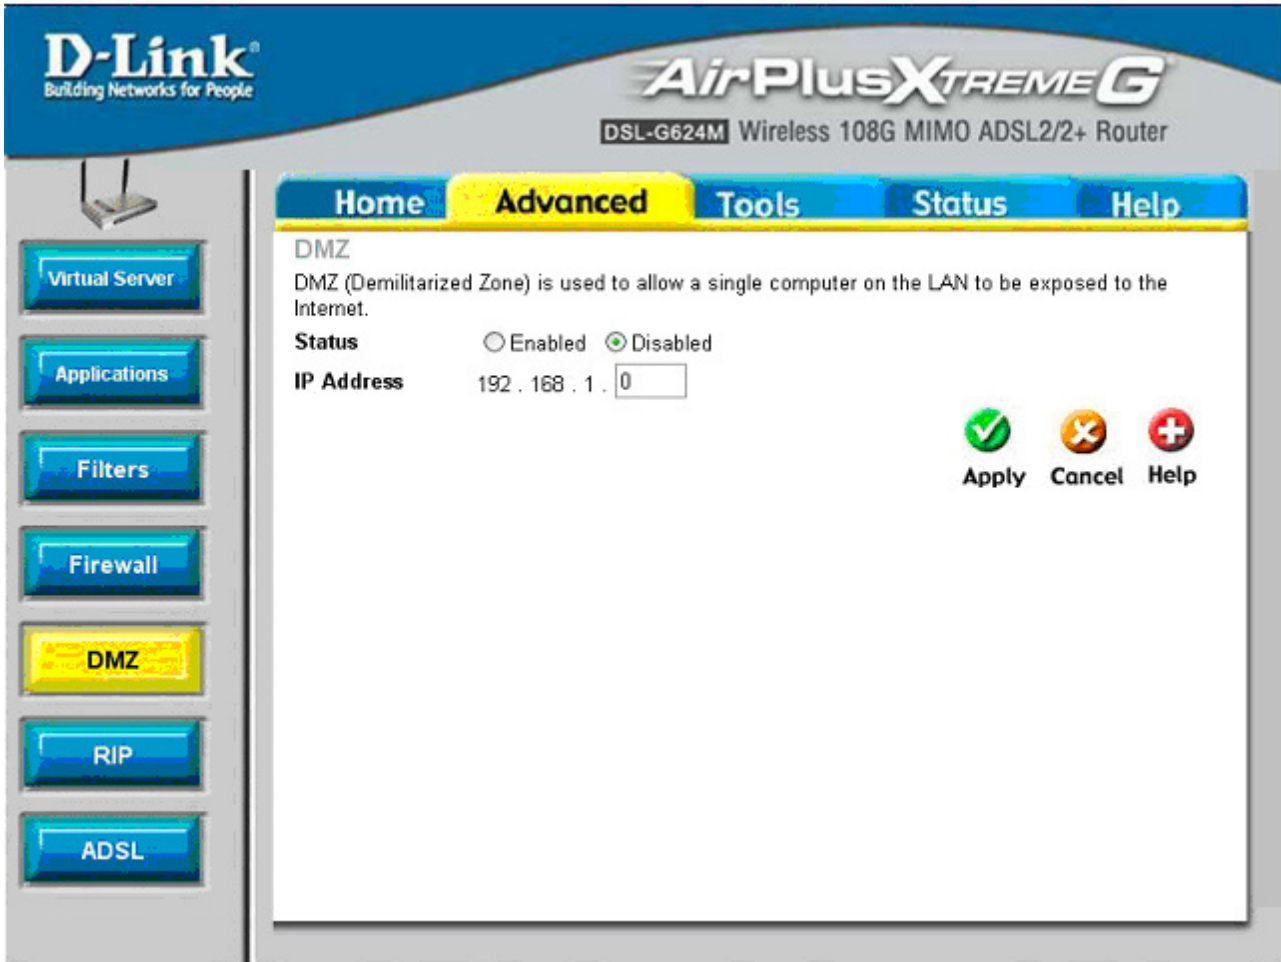 D-Link
Building Networks for People
AirPlus XTREME G
DSL-G624M Wireless 108G MIMO ADSL2/2+ Router
Home Advanced Tools Status Help
Virtual Server
Applications
Filters
Firewall
DMZ
RIP
ADSL
DMZ
DMZ (Demilitarized Zone) is used to allow a single computer on the LAN to be exposed to the
Internet.
Status Enabled Disabled
IP Address 192 . 168 . 1 . 0
Apply Cancel Help